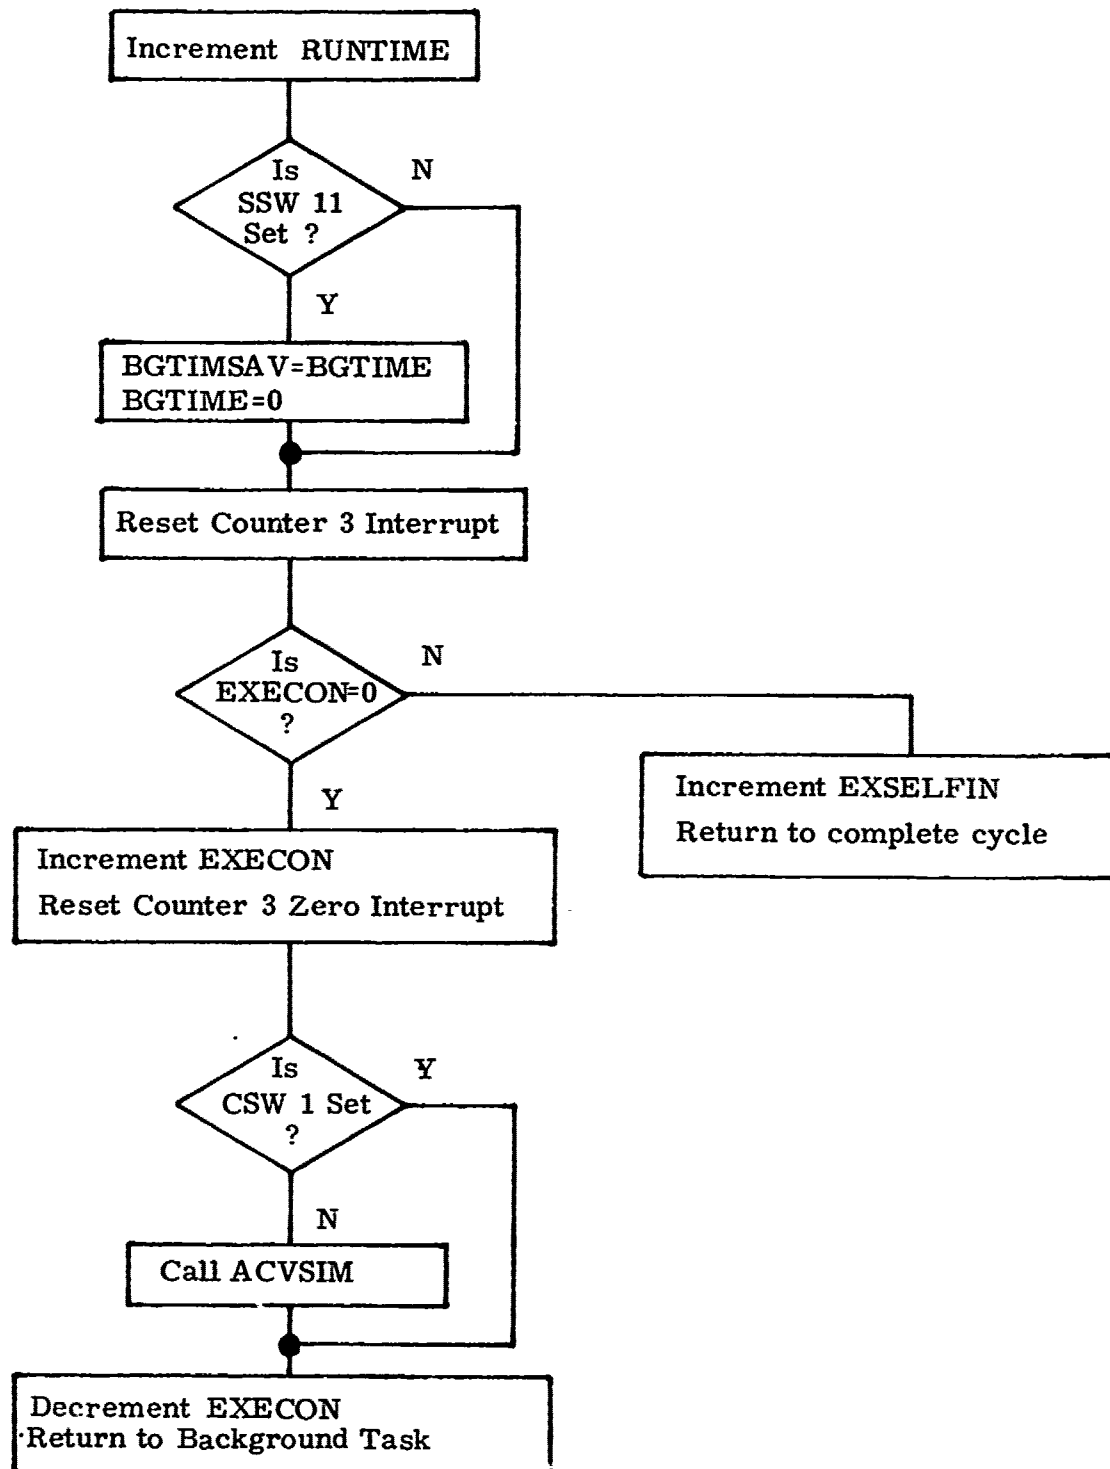 Increment RUNTIME
Is
SSW 11
Set ?
N
Y
BGTIMSAV=BGTIME
BGTIME=0
Reset Counter 3 Interrupt
Is
EXECON=0
?
N
Y
Increment EXSELFIN
Return to complete cycle
Increment EXECON
Reset Counter 3 Zero Interrupt
Is
CSW 1 Set
?
Y
N
Call ACVSIM
Decrement EXECON
Return to Background Task